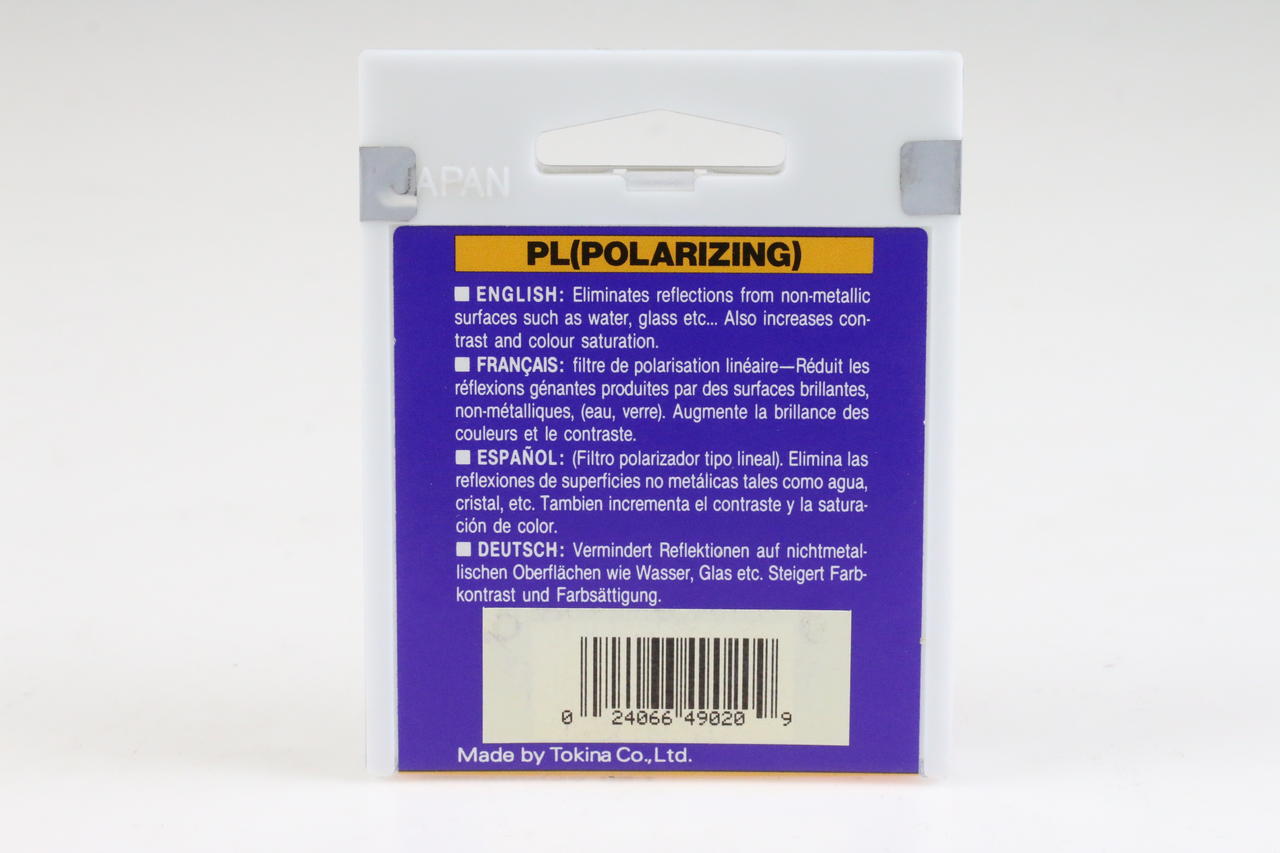 JAPAN
PL(POLARIZING)
■ ENGLISH: Eliminates reflections from non-metallic
surfaces such as water, glass etc... Also increases con-
trast and colour saturation.
■ FRANÇAIS: filtre de polarisation linéaire—Réduit les
réflexions génantes produites par des surfaces brillantes,
non-métalliques, (eau, verre). Augmente la brillance des
couleurs et le contraste.
■ ESPAÑOL: (Filtro polarizador tipo lineal). Elimina las
reflexiones de superficies no metálicas tales como agua,
cristal, etc. Tambien incrementa el contraste y la satura-
ción de color.
■ DEUTSCH: Vermindert Reflektionen auf nichtmetal-
lischen Oberflächen wie Wasser, Glas etc. Steigert Farb-
kontrast und Farbsättigung.
0 24066 49020 9
Made by Tokina Co., Ltd.